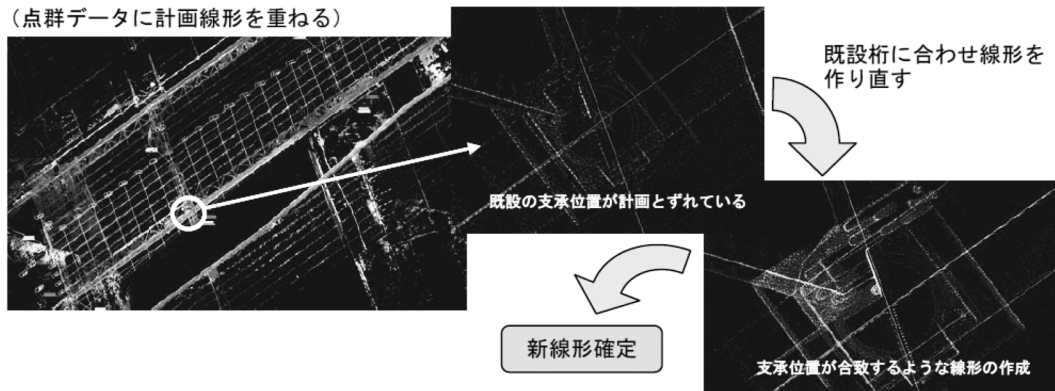 （点群データに計画線形を重ねる）
既設桁に合わせ線形を
作り直す
既設の支承位置が計画とずれている
新線形確定
支承位置が合致するような線形の作成